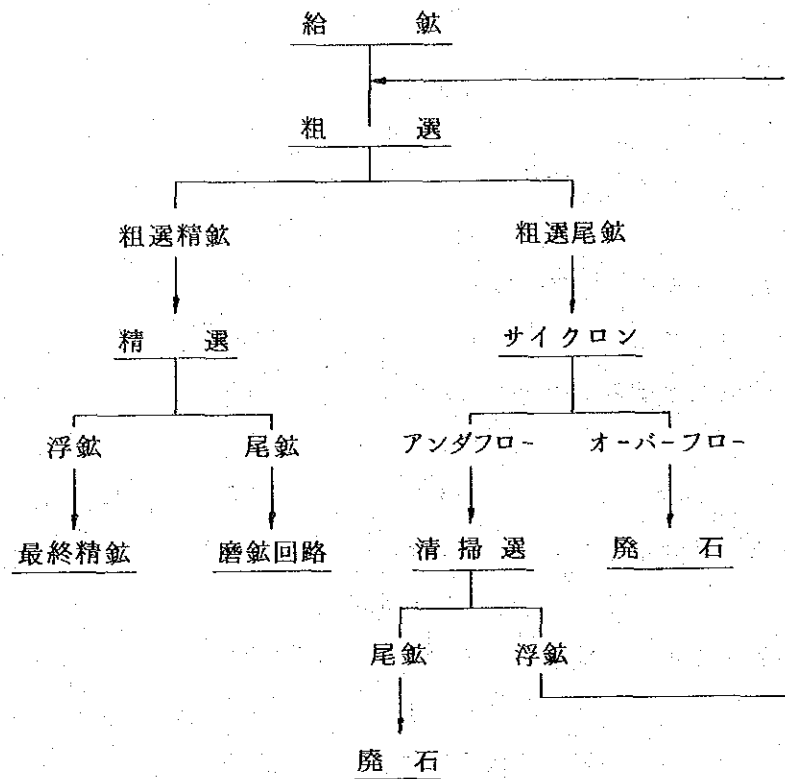 給鉱
粗選
粗選精鉱 粗選尾鉱
精選 サイクロン
浮鉱 尾鉱 アンダフロー オーバーフロー
最終精鉱 磨鉱回路 清掃選 廃石
尾鉱 浮鉱
廃石